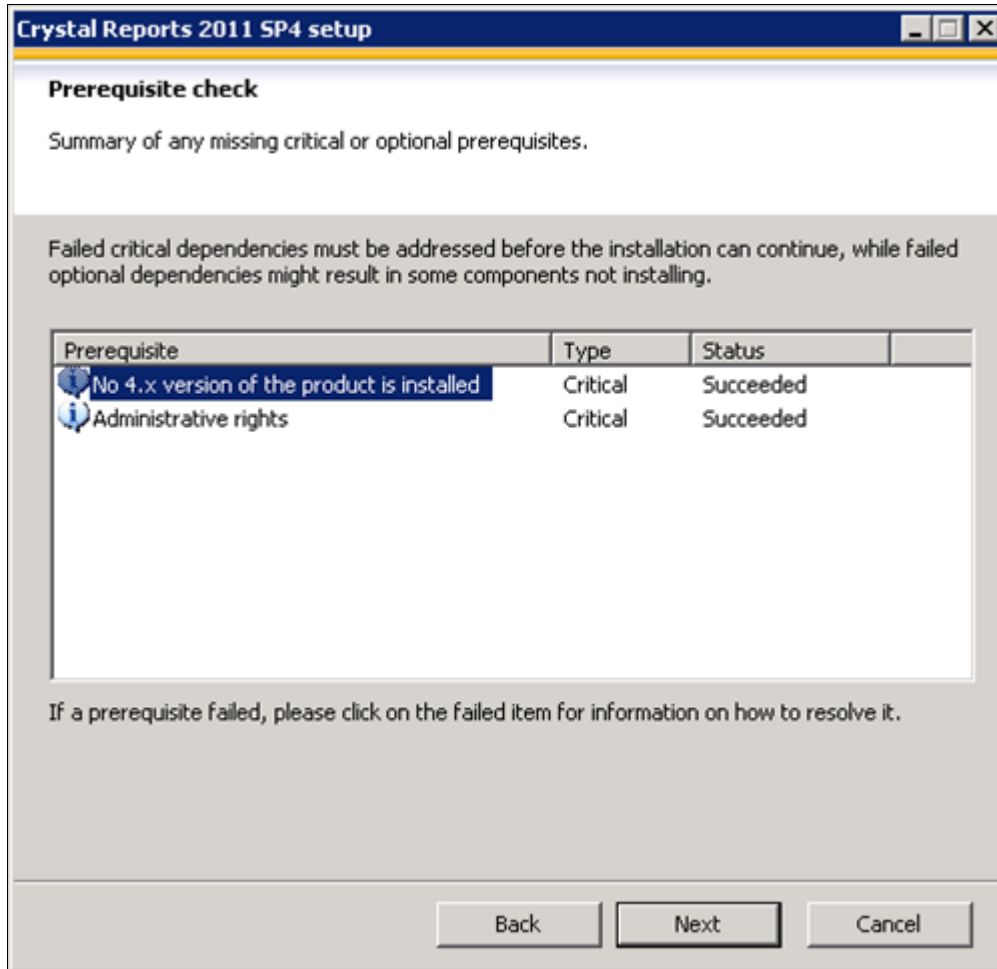 Crystal Reports 2011 SP4 setup
Prerequisite check
Summary of any missing critical or optional prerequisites.
Failed critical dependencies must be addressed before the installation can continue, while failed
optional dependencies might result in some components not installing.
Prerequisite Type Status
No 4.x version of the product is installed Critical Succeeded
Administrative rights Critical Succeeded
If a prerequisite failed, please click on the failed item for information on how to resolve it.
Back Next Cancel